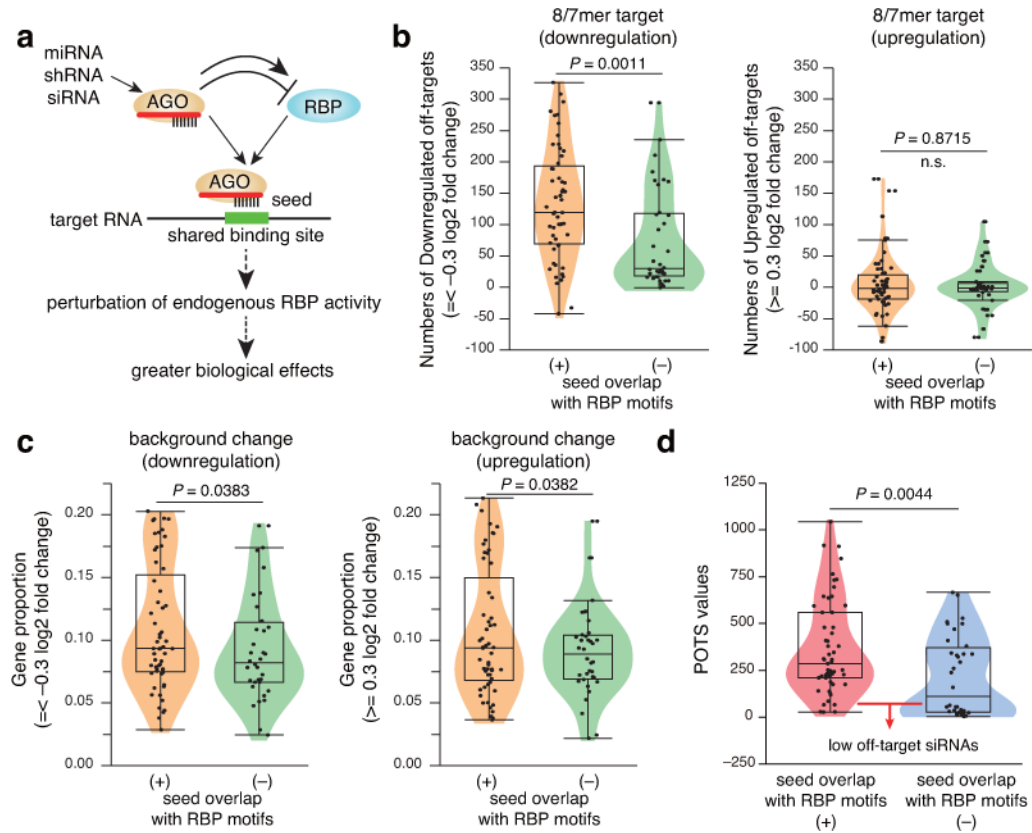 a
miRNA
shRNA
siRNA
AGO
RBP
AGO
seed
target RNA
shared binding site
perturbation of endogenous RBP activity
greater biological effects
b
8/7mer target
(downregulation)
Numbers of Downregulated off-targets
(=< −0.3 log2 fold change)
350
300
250
200
150
100
50
0
-50
-100
P = 0.0011
(+)
(−)
seed overlap
with RBP motifs
8/7mer target
(upregulation)
Numbers of Upregulated off-targets
(>= 0.3 log2 fold change)
350
300
250
200
150
100
50
0
-50
-100
P = 0.8715
n.s.
(+)
(−)
seed overlap
with RBP motifs
c
background change
(downregulation)
Gene proportion
(=< −0.3 log2 fold change)
0.20
0.15
0.10
0.05
0.00
P = 0.0383
(+)
(−)
seed overlap
with RBP motifs
background change
(upregulation)
Gene proportion
(>= 0.3 log2 fold change)
0.20
0.15
0.10
0.05
0.00
P = 0.0382
(+)
(−)
seed overlap
with RBP motifs
d
POTS values
1250
1000
750
500
250
0
−250
P = 0.0044
low off-target siRNAs
seed overlap
with RBP motifs
(+)
seed overlap
with RBP motifs
(−)